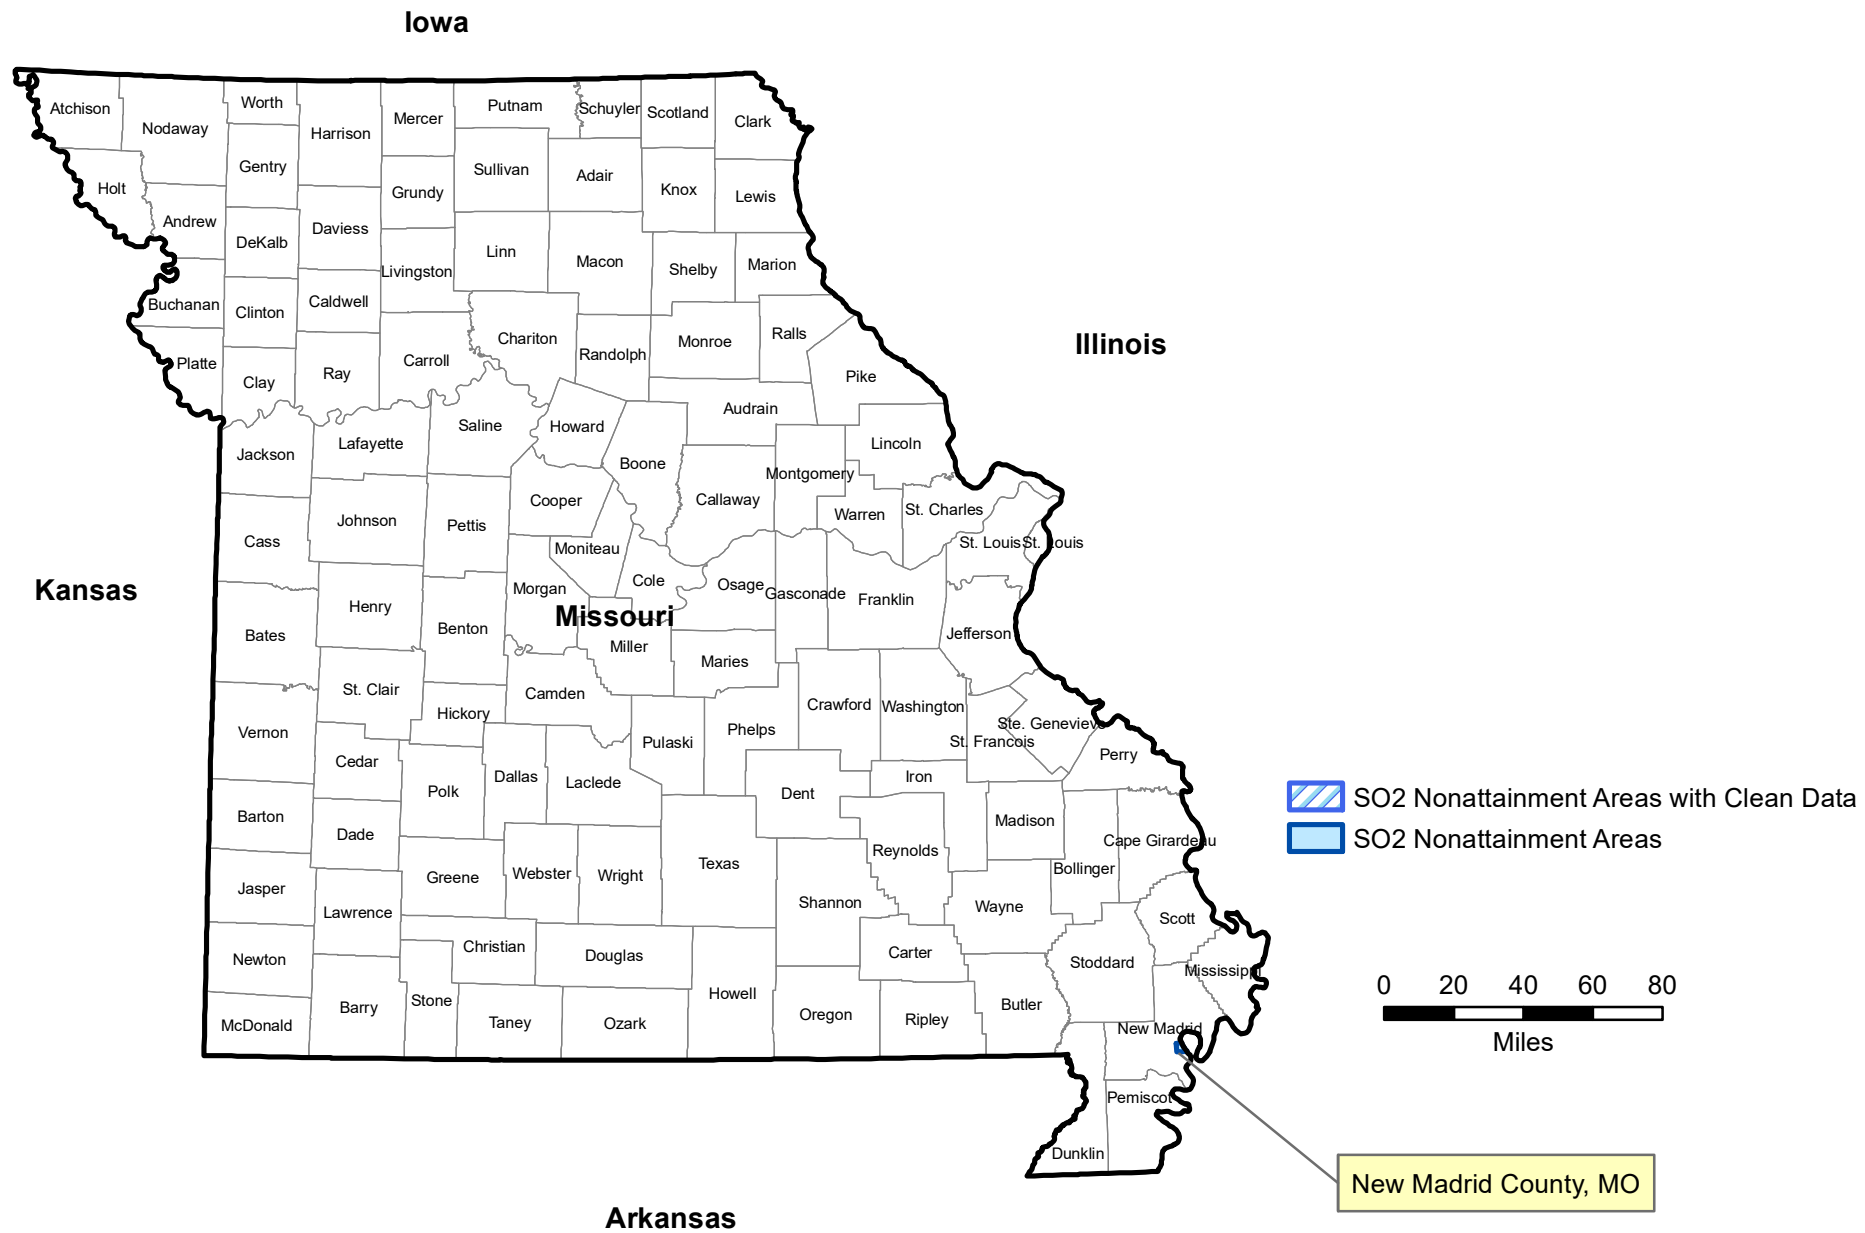 Iowa
Atchison
Nodaway
Worth
Harrison
Mercer
Putnam
Schuyler
Scotland
Clark
Holt
Gentry
Andrew
Grundy
Sullivan
Adair
Knox
Lewis
DeKalb
Daviess
Livingston
Linn
Macon
Shelby
Marion
Buchanan
Clinton
Caldwell
Chariton
Randolph
Monroe
Ralls
Illinois
Platte
Clay
Ray
Carroll
Pike
Audrain
Saline
Howard
Lincoln
Jackson
Lafayette
Boone
Montgomery
Callaway
Cooper
Warren
St. Charles
Johnson
Pettis
Cass
Moniteau
St. Louis
St. Louis
Kansas
Morgan
Cole
Osage
Gasconade
Franklin
Henry
Missouri
Bates
Benton
Miller
Jefferson
Maries
St. Clair
Camden
Hickory
Crawford
Washington
Vernon
Pulaski
Phelps
Ste. Genevieve
St. Francois
Perry
Cedar
Dallas
Laclede
Polk
Dent
Iron
SO2 Nonattainment Areas with Clean Data
Barton
Dade
Madison
Cape Girardeau
SO2 Nonattainment Areas
Reynolds
Texas
Bollinger
Jasper
Greene
Webster
Wright
Shannon
Wayne
Lawrence
Scott
Newton
Christian
Douglas
Carter
Stoddard
Mississippi
Barry
Stone
Howell
Butler
0 20 40 60 80
McDonald
Taney
Ozark
Oregon
Ripley
New Madrid
Miles
Pemiscot
Dunklin
New Madrid County, MO
Arkansas